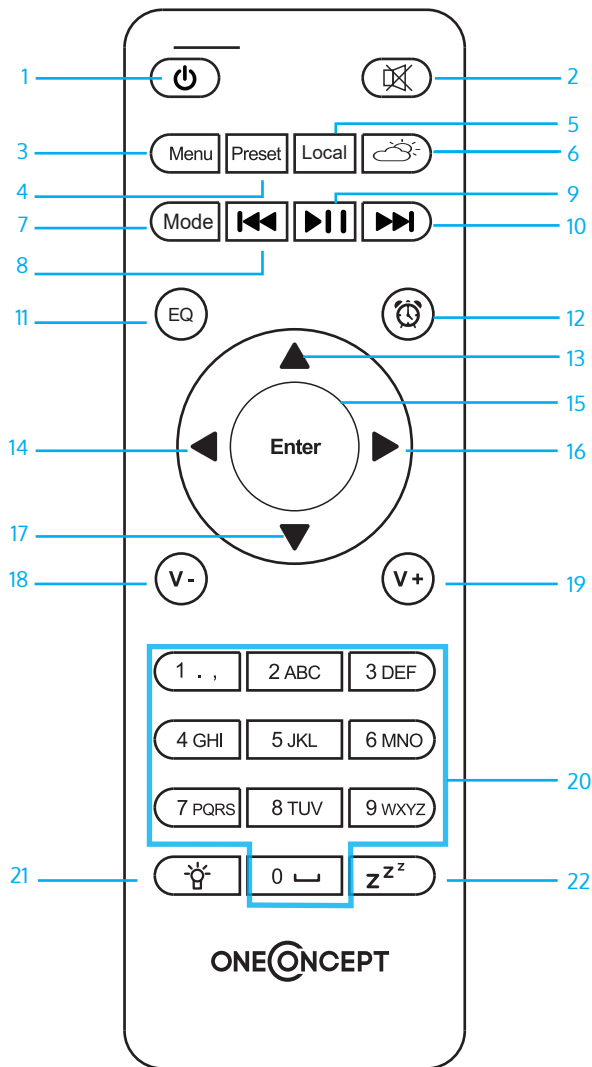 1
2
5
3
Menu
Preset
Local
6
4
9
7
Mode
10
8
11
EQ
12
13
15
14
Enter
16
17
18
V -
V +
19
1 . ,
2 ABC
3 DEF
4 GHI
5 JKL
6 MNO
20
7 PQRS
8 TUV
9 WXYZ
21
0
zzz
22
ONECONCEPT